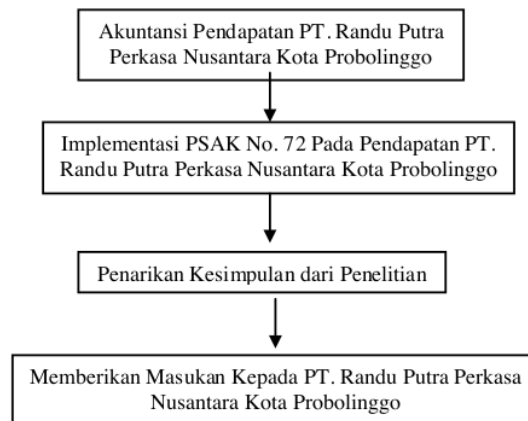 Akuntansi Pendapatan PT. Randu Putra
Perkasa Nusantara Kota Probolinggo
Implementasi PSAK No. 72 Pada Pendapatan PT.
Randu Putra Perkasa Nusantara Kota Probolinggo
Penarikan Kesimpulan dari Penelitian
Memberikan Masukan Kepada PT. Randu Putra Perkasa
Nusantara Kota Probolinggo